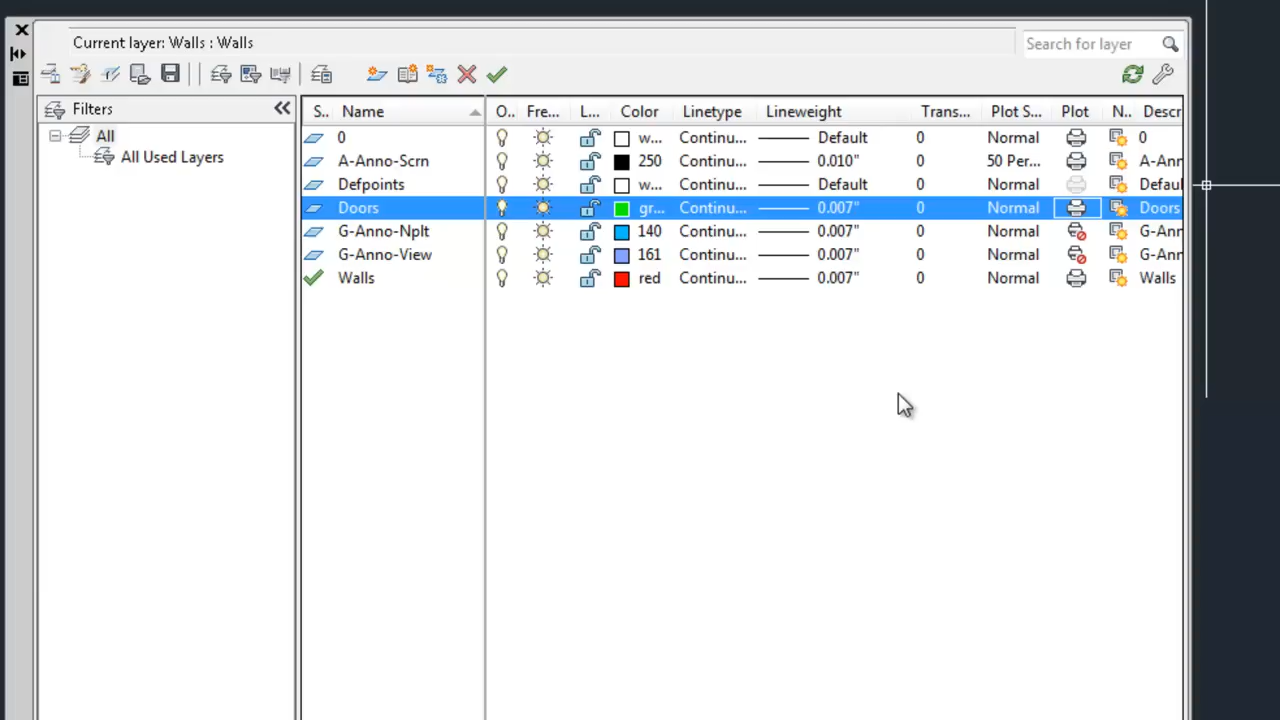 Current layer: Walls : Walls
Search for layer
Filters
All
All Used Layers
S.. Name O.. Fre... L... Color Linetype Lineweight Trans... Plot S... Plot N.. Descr
0 w... Continu... Default 0 Normal 0
A-Anno-Scrn 250 Continu... 0.010" 0 50 Per... A-Ann
Defpoints w... Continu... Default 0 Normal Defaul
Doors gr... Continu... 0.007" 0 Normal Doors
G-Anno-Nplt 140 Continu... 0.007" 0 Normal G-Ann
G-Anno-View 161 Continu... 0.007" 0 Normal G-Ann
Walls red Continu... 0.007" 0 Normal Walls